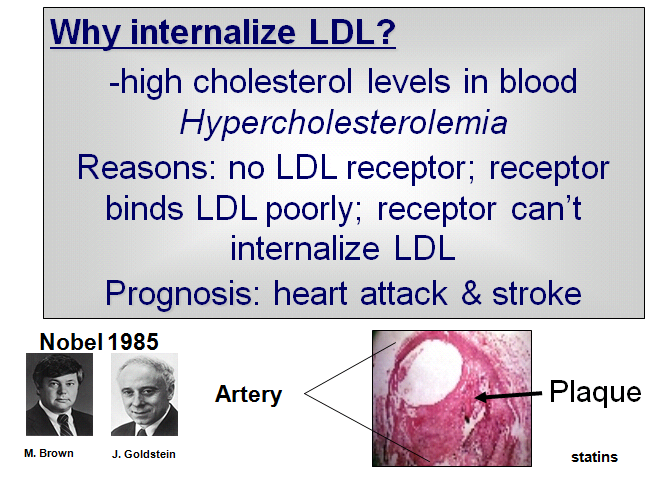 Why internalize LDL?
-high cholesterol levels in blood
Hypercholesterolemia
Reasons: no LDL receptor; receptor
binds LDL poorly; receptor can't
internalize LDL
Prognosis: heart attack & stroke
Nobel 1985
M. Brown
J. Goldstein
Artery
Plaque
statins